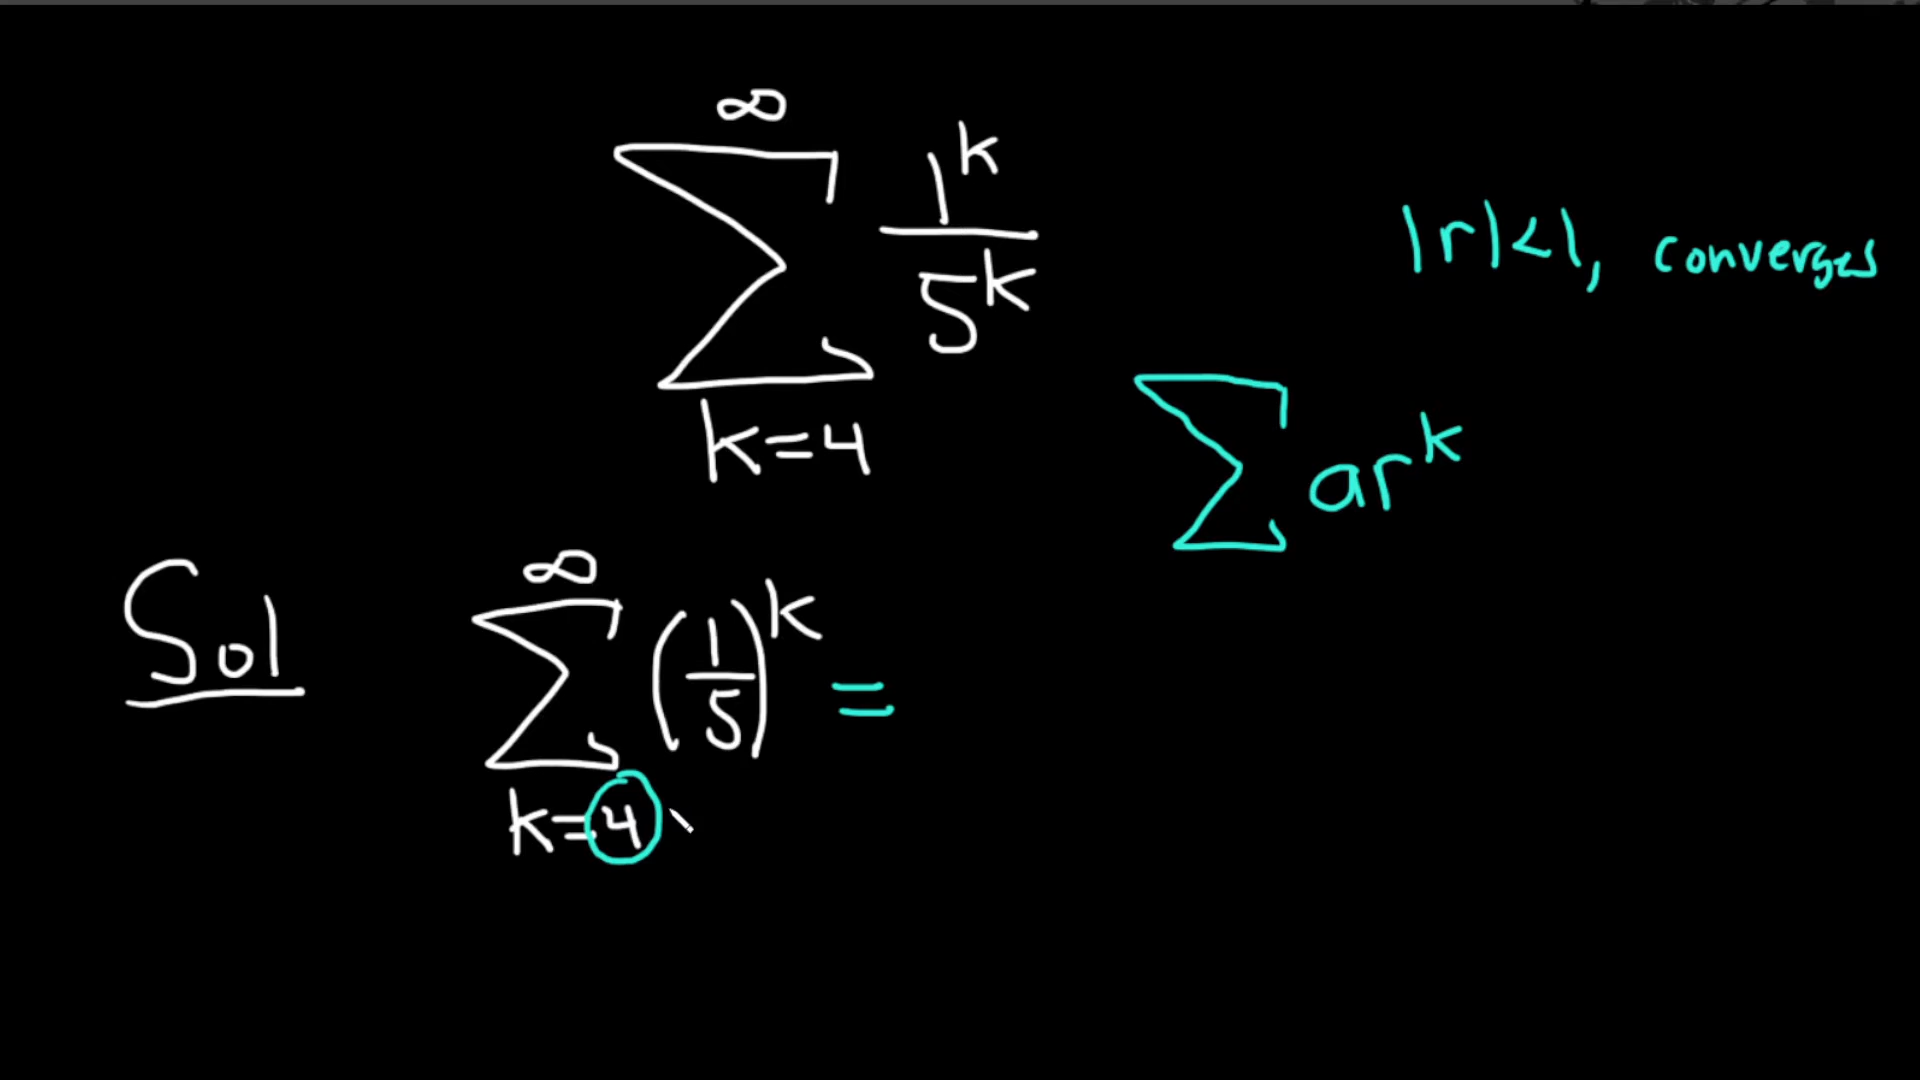 ∞
Σ 1^k / 5^k
k=4
|r|<1, converges
Σ ar^k
Sol
∞
Σ (1/5)^k =
k=4